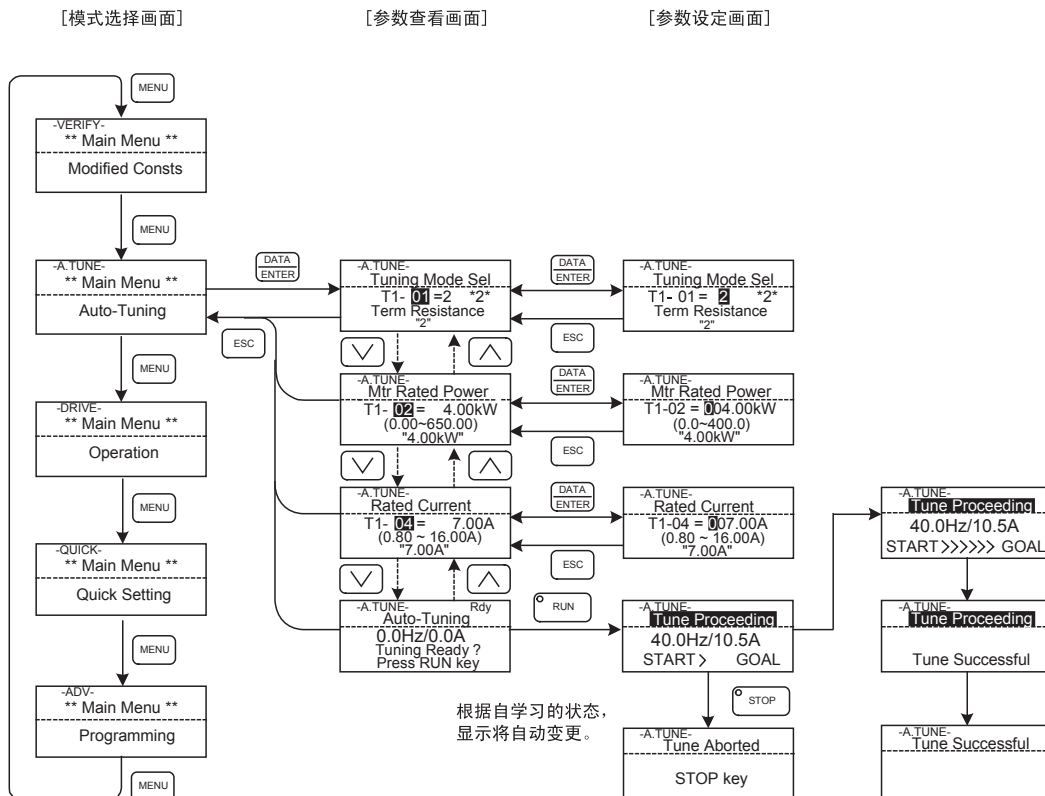 [模式选择画面]
[参数查看画面]
[参数设定画面]
MENU
-VERIFY-
** Main Menu **
Modified Consts
MENU
-A.TUNE-
** Main Menu **
Auto-Tuning
MENU
-DRIVE-
** Main Menu **
Operation
MENU
-QUICK-
** Main Menu **
Quick Setting
MENU
-ADV-
** Main Menu **
Programming
MENU
DATA
ENTER
ESC
-A.TUNE-
Tuning Mode Sel
T1- 01 =2 *2*
Term Resistance
"2"
DATA
ENTER
ESC
-A.TUNE-
Tuning Mode Sel
T1- 01 = 2 *2*
Term Resistance
"2"
-A.TUNE-
Mtr Rated Power
T1- 02 = 4.00kW
(0.00~650.00)
"4.00kW"
DATA
ENTER
ESC
-A.TUNE-
Mtr Rated Power
T1-02 = 004.00kW
(0.0~400.0)
"4.00kW"
-A.TUNE-
Rated Current
T1- 04 = 7.00A
(0.80 ~ 16.00A)
"7.00A"
DATA
ENTER
ESC
-A.TUNE-
Rated Current
T1-04 = 007.00A
(0.80 ~ 16.00A)
"7.00A"
-A.TUNE- Rdy
Auto-Tuning
0.0Hz/0.0A
Tuning Ready ?
Press RUN key
RUN
-A.TUNE-
Tune Proceeding
40.0Hz/10.5A
START > GOAL
STOP
-A.TUNE-
Tune Aborted
STOP key
根据自学习的状态，
显示将自动变更。
-A.TUNE-
Tune Proceeding
40.0Hz/10.5A
START >>>>>> GOAL
-A.TUNE-
Tune Proceeding
Tune Successful
-A.TUNE-
Tune Successful